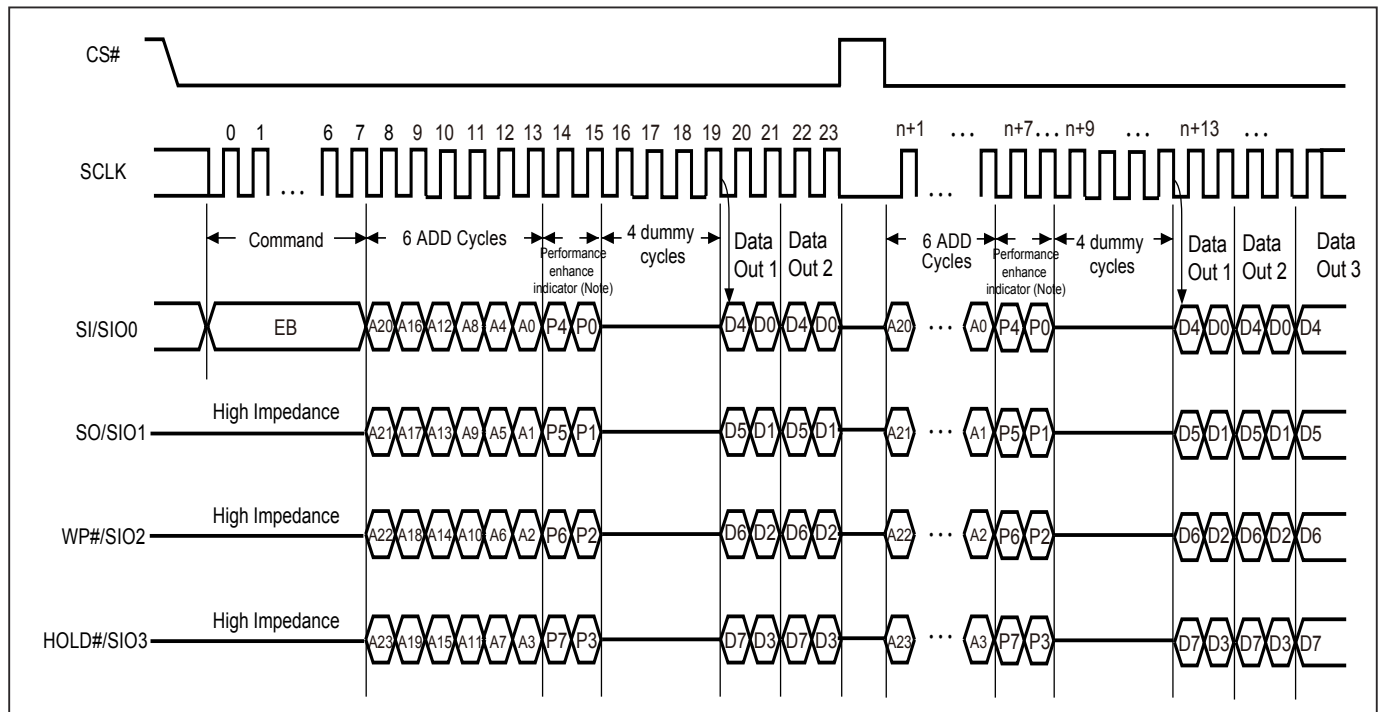 CS#
0 1 6 7 8 9 10 11 12 13 14 15 16 17 18 19 20 21 22 23 n+1 ... n+7... n+9 ... n+13 ...
SCLK
...
...
Command
6 ADD Cycles
Performance
enhance
indicator (Note)
4 dummy
cycles
Data
Out 1
Data
Out 2
6 ADD
Cycles
Performance
enhance
indicator (Note)
4 dummy
cycles
Data
Out 1
Data
Out 2
Data
Out 3
SI/SIO0 EB A20 A16 A12 A8 A4 A0 P4 P0 D4 D0 D4 D0 A20 ... A0 P4 P0 D4 D0 D4 D0 D4
High Impedance
SO/SIO1 A21 A17 A13 A9 A5 A1 P5 P1 D5 D1 D5 D1 A21 ... A1 P5 P1 D5 D1 D5 D1 D5
High Impedance
WP#/SIO2 A22 A18 A14 A10 A6 A2 P6 P2 D6 D2 D6 D2 A22 ... A2 P6 P2 D6 D2 D6 D2 D6
High Impedance
HOLD#/SIO3 A23 A19 A15 A11 A7 A3 P7 P3 D7 D3 D7 D3 A23 ... A3 P7 P3 D7 D3 D7 D3 D7